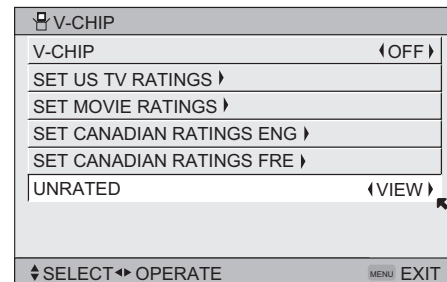 V-CHIP
V-CHIP OFF
SET US TV RATINGS
SET MOVIE RATINGS
SET CANADIAN RATINGS ENG
SET CANADIAN RATINGS FRE
UNRATED VIEW
SELECT OPERATE MENU EXIT